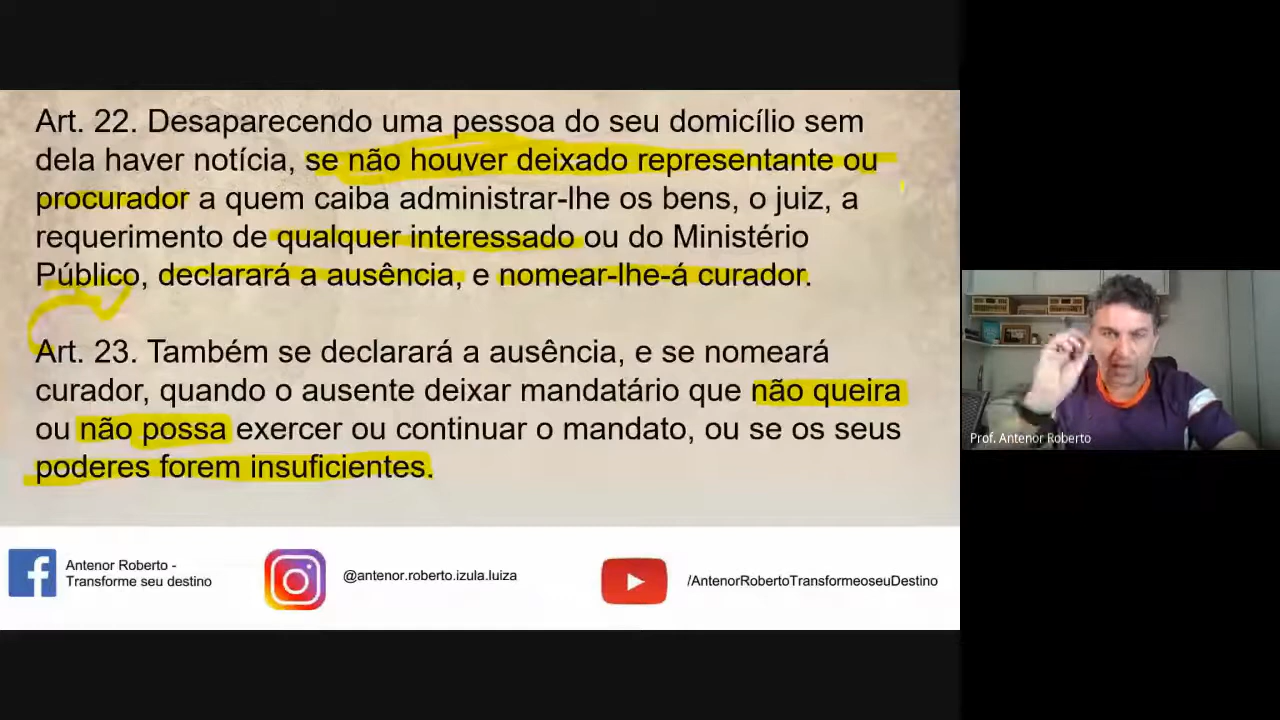 Art. 22. Desaparecendo uma pessoa do seu domicílio sem
dela haver notícia, se não houver deixado representante ou
procurador a quem caiba administrar-lhe os bens, o juiz, a
requerimento de qualquer interessado ou do Ministério
Público, declarará a ausência, e nomear-lhe-á curador.
Art. 23. Também se declarará a ausência, e se nomeará
curador, quando o ausente deixar mandatário que não queira
ou não possa exercer ou continuar o mandato, ou se os seus
poderes forem insuficientes.
Antenor Roberto -
Transforme seu destino
@antenor.roberto.izula.luiza
/AntenorRobertoTransformeoseuDestino
Prof. Antenor Roberto